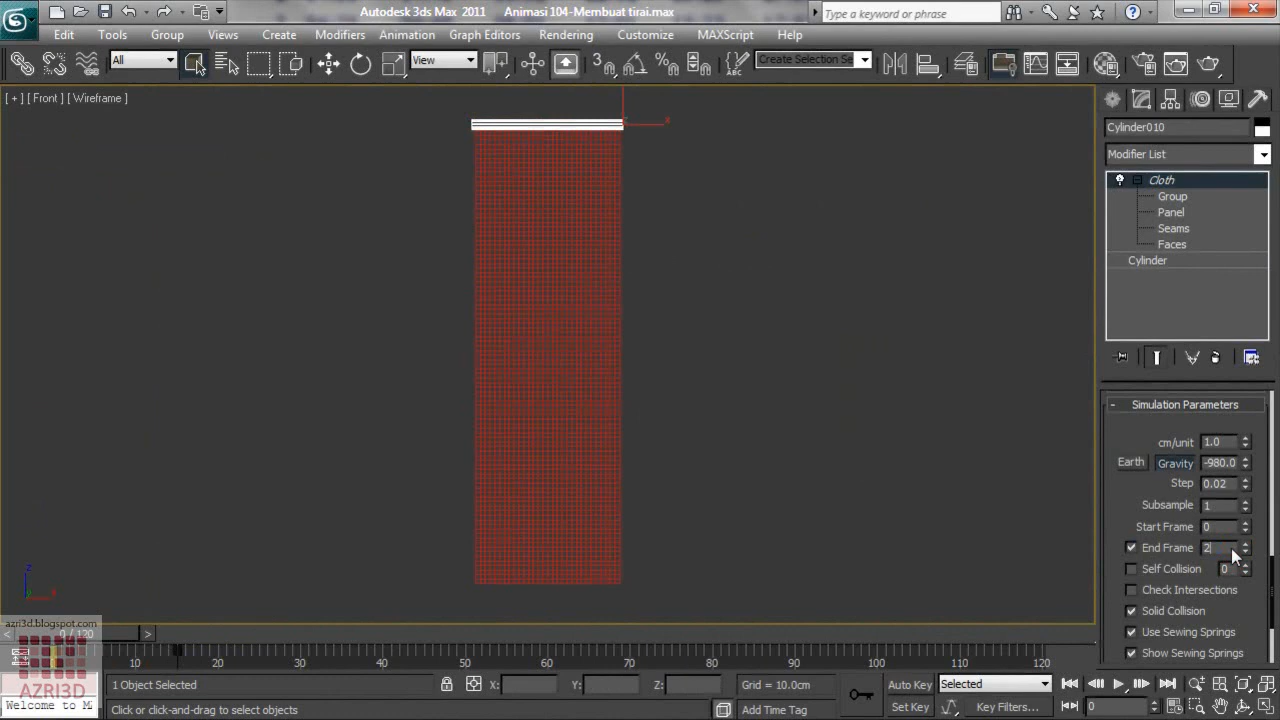 Autodesk 3ds Max 2011 Animasi 104-Membuat tirai.max
Type a keyword or phrase
Edit Tools Group Views Create Modifiers Animation Graph Editors Rendering Customize MAXScript Help
All View 3 Create Selection Se
[ + ] [ Front ] [ Wireframe ]
x
Cylinder010
Modifier List
Cloth
Group
Panel
Seams
Faces
Cylinder
- Simulation Parameters
cm/unit 1.0
Earth Gravity -980.0
Step 0.02
Subsample 1
Start Frame 0
End Frame 2
Self Collision 0
Check Intersections
Solid Collision
Use Sewing Springs
Show Sewing Springs
z
azri3d.blogspot.com
0 / 120
10 20 30 40 50 60 70 80 90 100 110 120
AZRI3D
1 Object Selected X: Y: Z: Grid = 10.0cm Auto Key Selected
Welcome to M Click or click-and-drag to select objects Add Time Tag Set Key Key Filters... 0